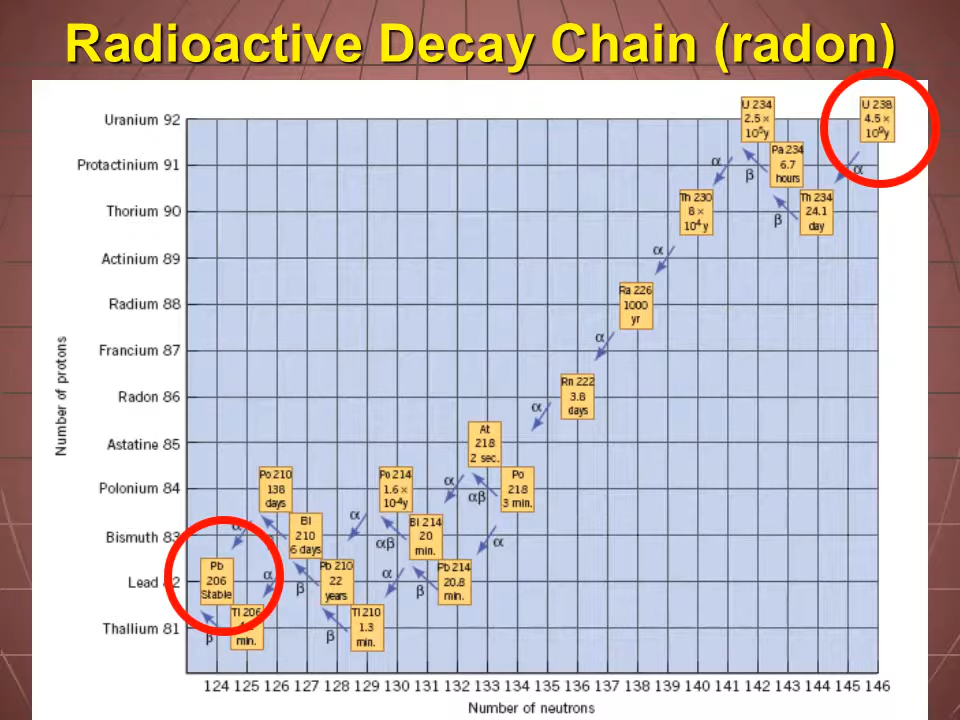 Radioactive Decay Chain (radon)
Uranium 92
Protactinium 91
Thorium 90
Actinium 89
Radium 88
Francium 87
Radon 86
Astatine 85
Polonium 84
Bismuth 83
Lead 82
Thallium 81
Number of protons
U 238
4.5 ×
10⁹y
α
U 234
2.5 ×
10⁵y
Pa 234
6.7
hours
β
α
Th 234
24.1
day
β
Th 230
8 ×
10⁴ y
α
Ra 226
1000
yr
α
Rn 222
3.8
days
α
At
218
2 sec.
Po
218
3 min.
αβ
α
α
Po 214
1.6 ×
10⁻⁴y
Bi 214
20
min.
αβ
α
Pb 214
20.8
min.
β
α
Po 210
138
days
Bi
210
6 days
α
Pb 210
22
years
β
α
Tl 210
1.3
min.
β
Pb
206
Stable
Tl 206
min.
β
124 125 126 127 128 129 130 131 132 133 134 135 136 137 138 139 140 141 142 143 144 145 146
Number of neutrons